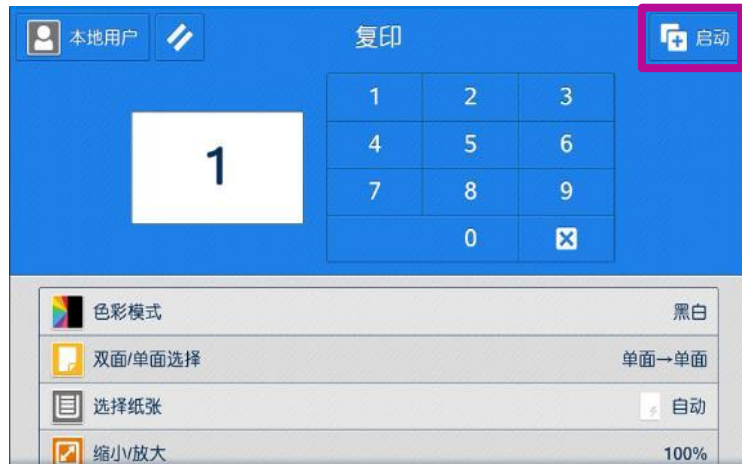 本地用户 复印 启动
1 2 3
4 5 6
1
7 8 9
0
色彩模式 黑白
双面/单面选择 单面→单面
选择纸张 自动
缩小/放大 100%